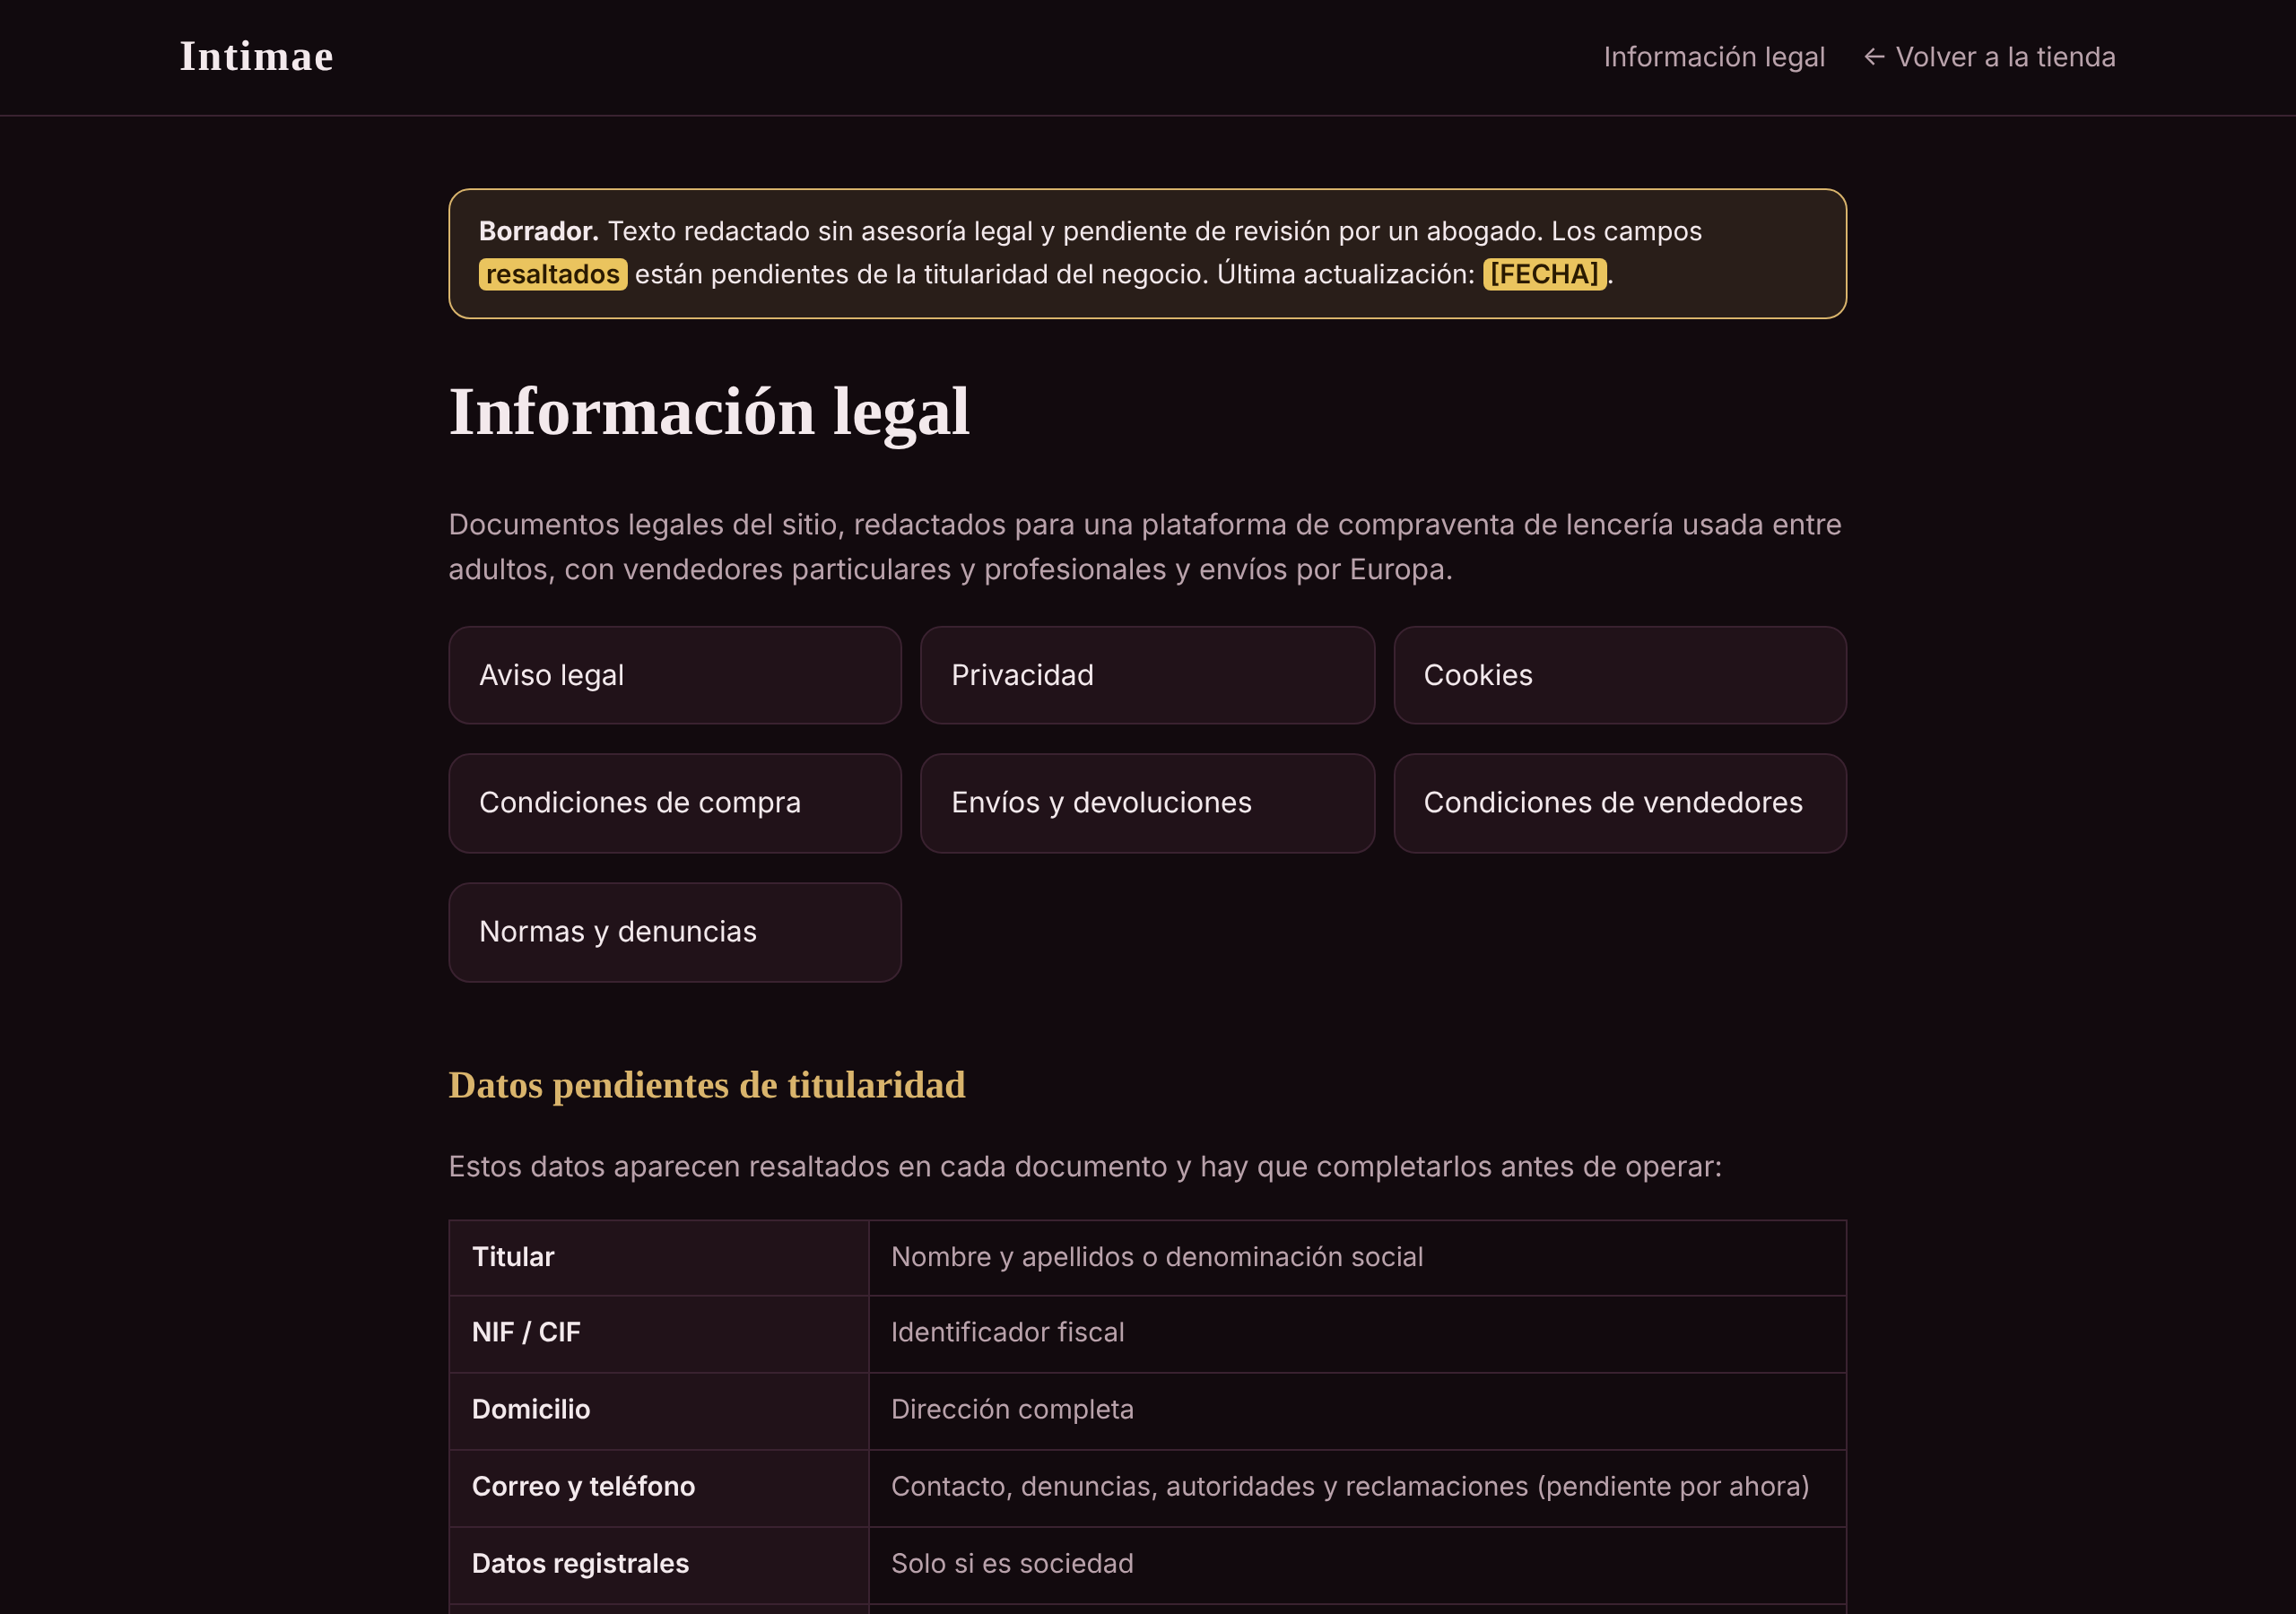 Intimae
Información legal
← Volver a la tienda
Borrador. Texto redactado sin asesoría legal y pendiente de revisión por un abogado. Los campos
resaltados están pendientes de la titularidad del negocio. Última actualización: [FECHA].
Información legal
Documentos legales del sitio, redactados para una plataforma de compraventa de lencería usada entre
adultos, con vendedores particulares y profesionales y envíos por Europa.
Aviso legal
Privacidad
Cookies
Condiciones de compra
Envíos y devoluciones
Condiciones de vendedores
Normas y denuncias
Datos pendientes de titularidad
Estos datos aparecen resaltados en cada documento y hay que completarlos antes de operar:
Titular
Nombre y apellidos o denominación social
NIF / CIF
Identificador fiscal
Domicilio
Dirección completa
Correo y teléfono
Contacto, denuncias, autoridades y reclamaciones (pendiente por ahora)
Datos registrales
Solo si es sociedad